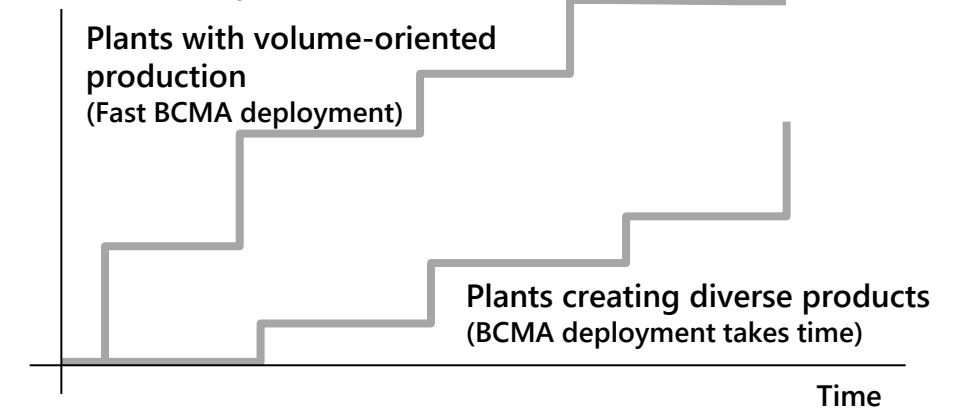 Plants with volume-oriented
production
(Fast BCMA deployment)
Plants creating diverse products
(BCMA deployment takes time)
Time